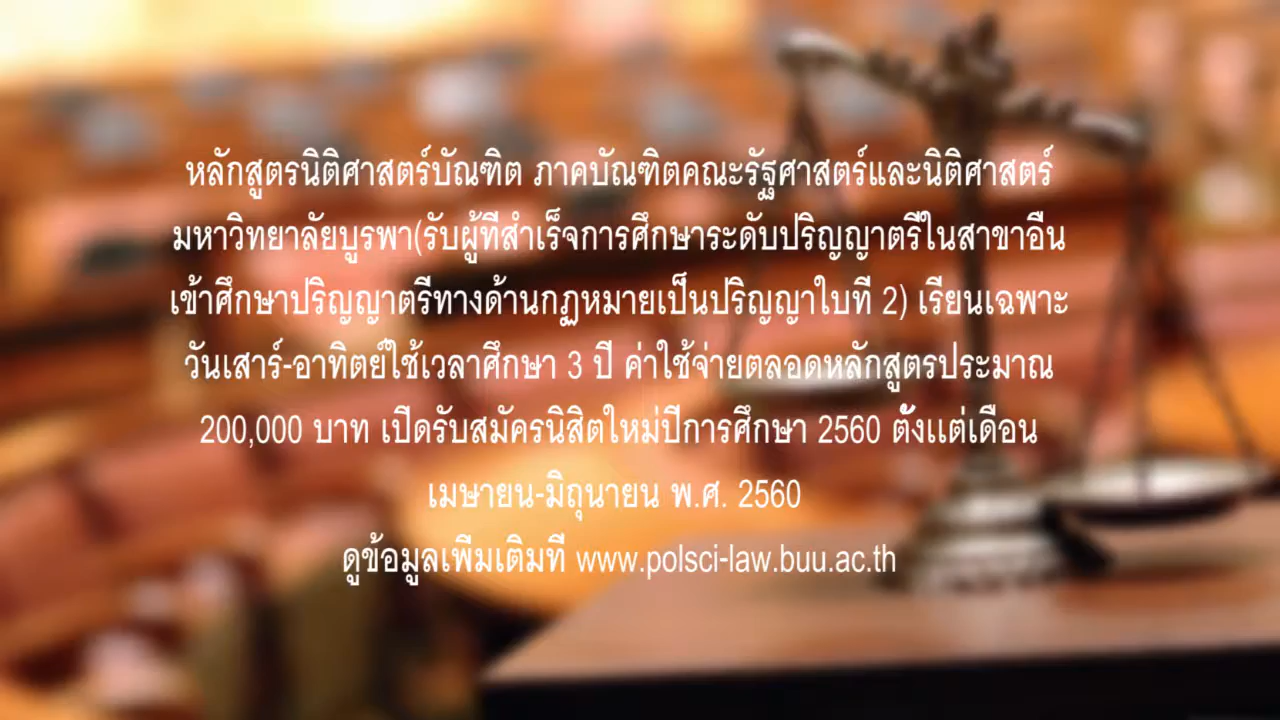 หลักสูตรนิติศาสตร์บัณฑิต ภาคบัณฑิตคณะรัฐศาสตร์และนิติศาสตร์
มหาวิทยาลัยบูรพา(รับผู้ที่สำเร็จการศึกษาระดับปริญญาตรีในสาขาอื่น
เข้าศึกษาปริญญาตรีทางด้านกฎหมายเป็นปริญญาใบที่ 2) เรียนเฉพาะ
วันเสาร์-อาทิตย์ใช้เวลาศึกษา 3 ปี ค่าใช้จ่ายตลอดหลักสูตรประมาณ
200,000 บาท เปิดรับสมัครนิสิตใหม่ปีการศึกษา 2560 ตั้งแต่เดือน
เมษายน-มิถุนายน พ.ศ. 2560
ดูข้อมูลเพิ่มเติมที่ www.polsci-law.buu.ac.th